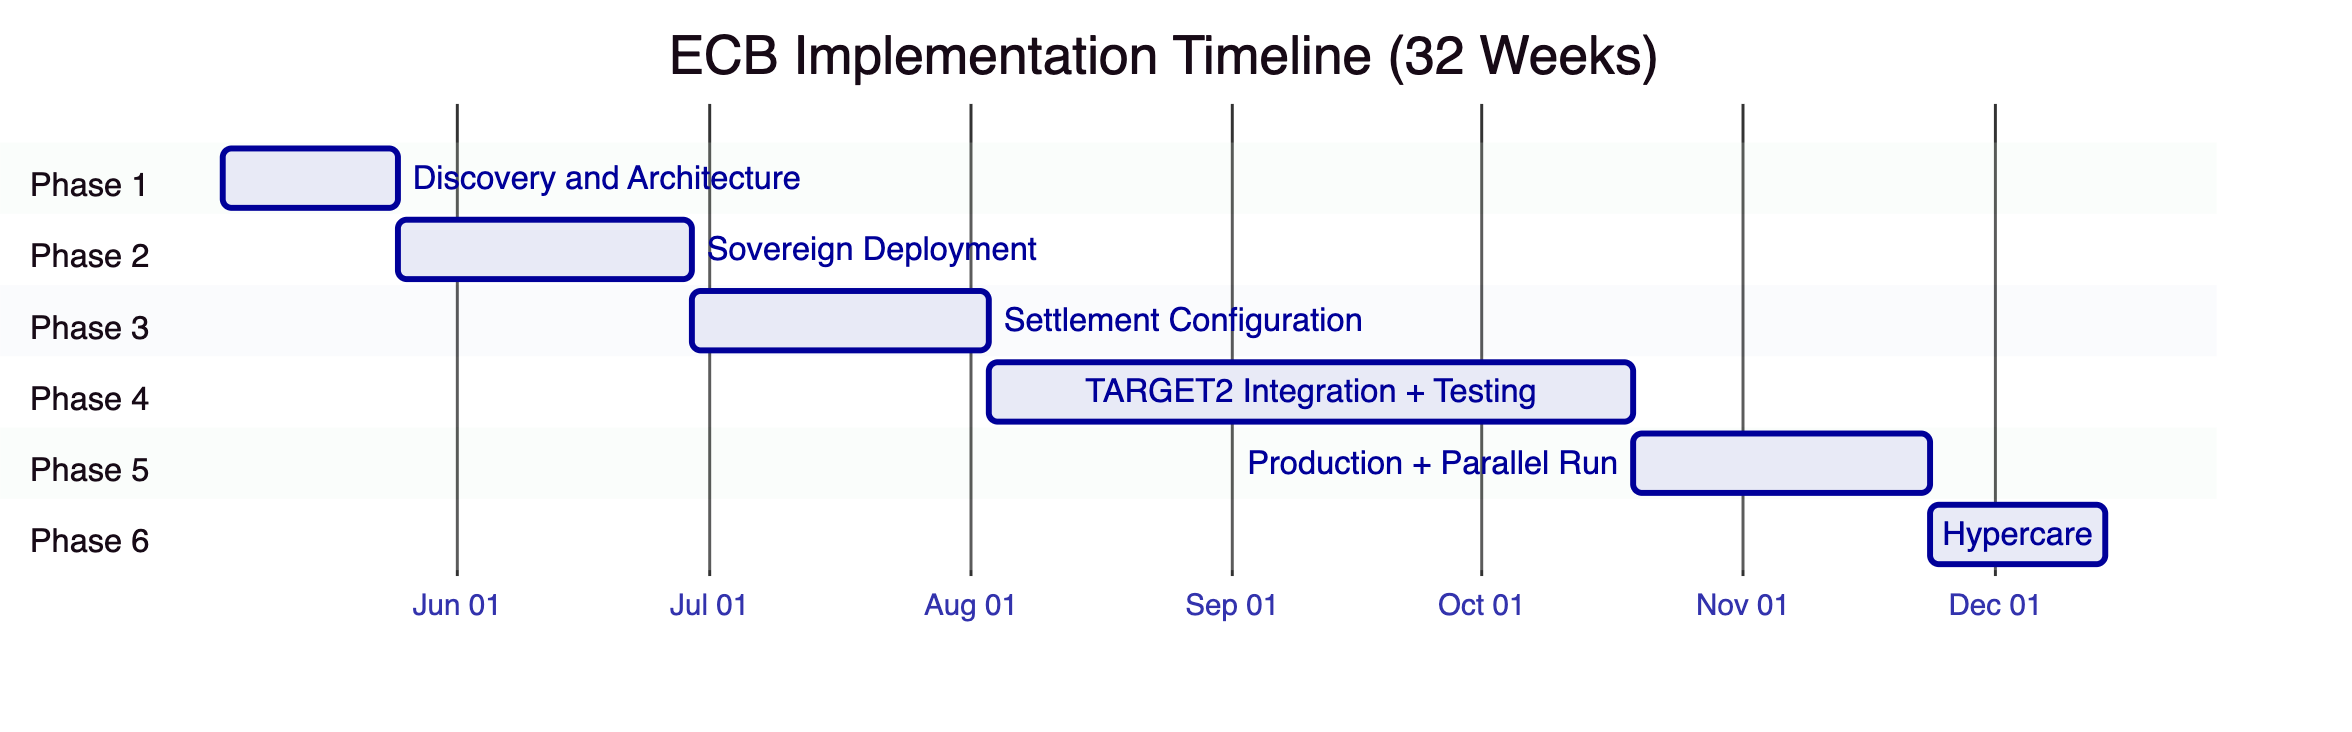 ECB Implementation Timeline (32 Weeks)
Phase 1
Discovery and Architecture
Phase 2
Sovereign Deployment
Phase 3
Settlement Configuration
Phase 4
TARGET2 Integration + Testing
Phase 5
Production + Parallel Run
Phase 6
Hypercare
Jun 01
Jul 01
Aug 01
Sep 01
Oct 01
Nov 01
Dec 01